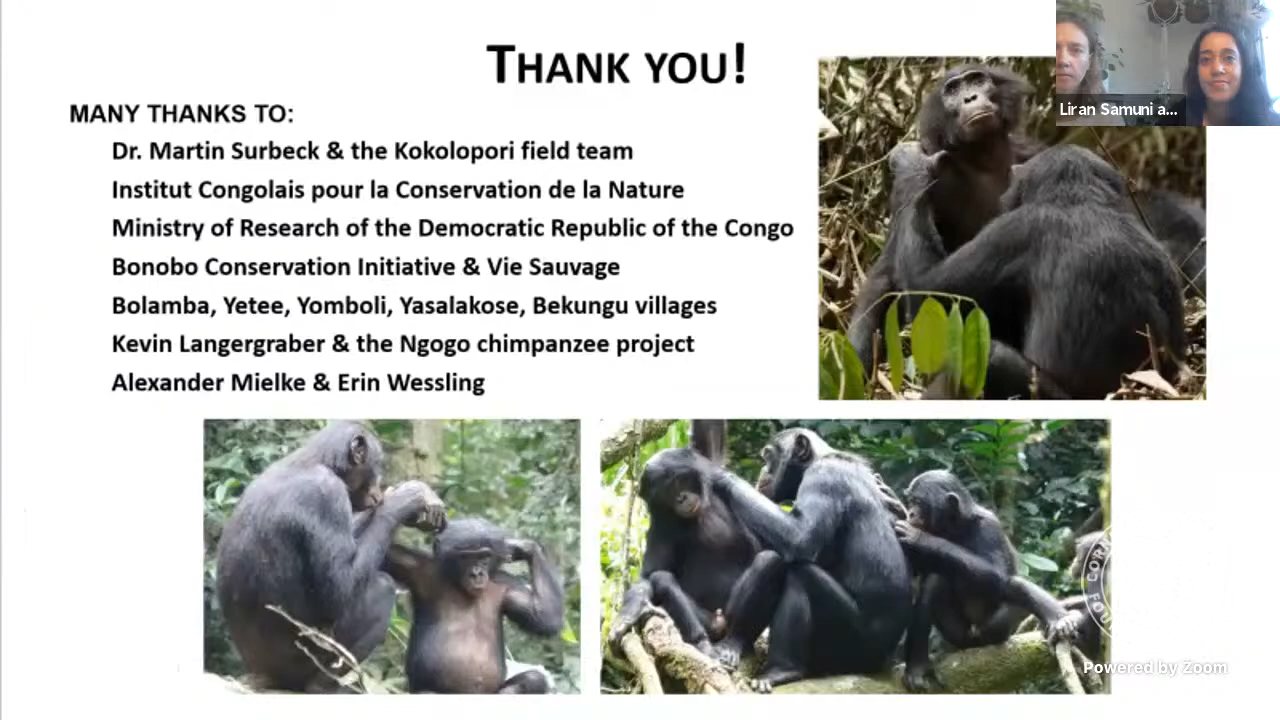 THANK YOU!
MANY THANKS TO:
Dr. Martin Surbeck & the Kokolopori field team
Institut Congolais pour la Conservation de la Nature
Ministry of Research of the Democratic Republic of the Congo
Bonobo Conservation Initiative & Vie Sauvage
Bolamba, Yetee, Yomboli, Yasalakose, Bekungu villages
Kevin Langergraber & the Ngogo chimpanzee project
Alexander Mielke & Erin Wessling
Liran Samuni a...
Powered by Zoom